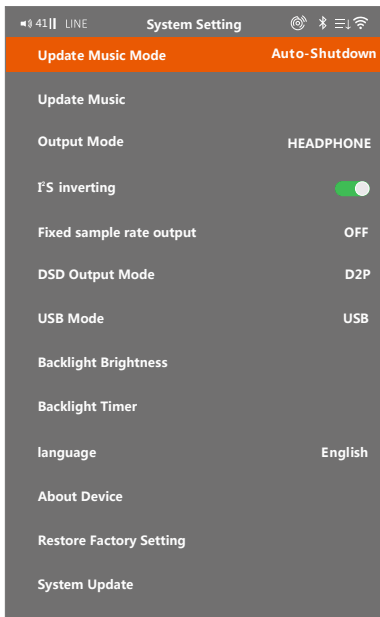 41 LINE System Setting
Update Music Mode Auto-Shutdown
Update Music
Output Mode HEADPHONE
I²S inverting
Fixed sample rate output OFF
DSD Output Mode D2P
USB Mode USB
Backlight Brightness
Backlight Timer
language English
About Device
Restore Factory Setting
System Update